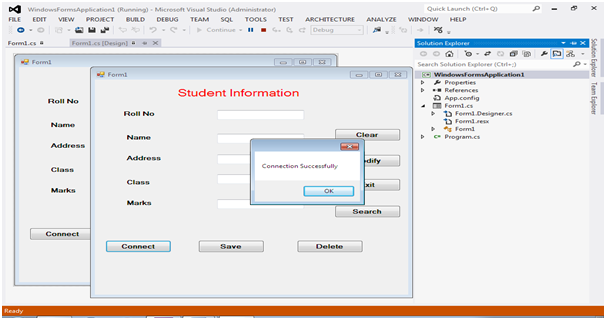 WindowsFormsApplication1 (Running) - Microsoft Visual Studio (Administrator)
Quick Launch (Ctrl+Q)
FILE EDIT VIEW PROJECT BUILD DEBUG TEAM SQL TOOLS TEST ARCHITECTURE ANALYZE WINDOW HELP
Continue
Debug
Form1.cs
Form1.cs [Design]
Form1
Roll No
Name
Address
Class
Marks
Connect
Form1
Student Information
Roll No
Name
Address
Class
Marks
Clear
odify
xit
Search
Connect Save Delete
Connection Successfully
OK
Solution Explorer
Search Solution Explorer (Ctrl+;)
WindowsFormsApplication1
Properties
References
App.config
Form1.cs
Form1.Designer.cs
Form1.resx
Form1
Program.cs
Solution Explorer
Team Explorer
Ready